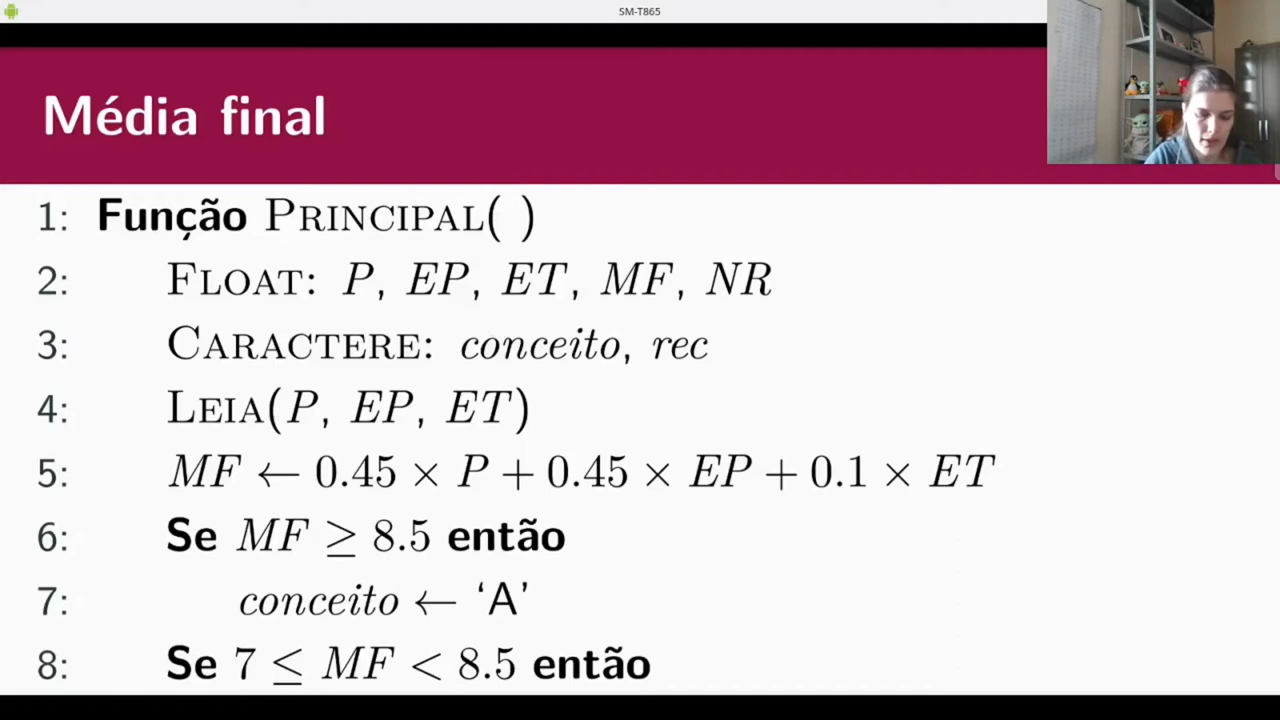 SM-T865
Média final
1: Função PRINCIPAL( )
2: FLOAT: P, EP, ET, MF, NR
3: CARACTERE: conceito, rec
4: LEIA(P, EP, ET)
5: MF ← 0.45 × P + 0.45 × EP + 0.1 × ET
6: Se MF ≥ 8.5 então
7: conceito ← ‘A’
8: Se 7 ≤ MF < 8.5 então